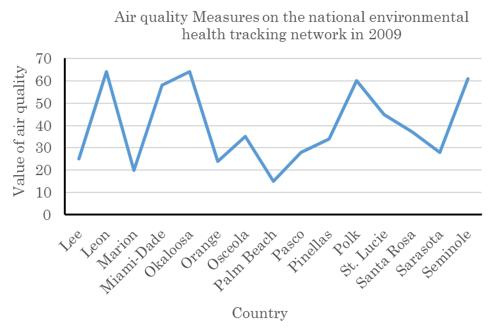 Air quality Measures on the national environmental
health tracking network in 2009
Value of air quality
70
60
50
40
30
20
10
0
Lee
Leon
Marion
Miami-Dade
Okaloosa
Orange
Osceola
Palm Beach
Pasco
Pinellas
Polk
St. Lucie
Santa Rosa
Sarasota
Seminole
Country